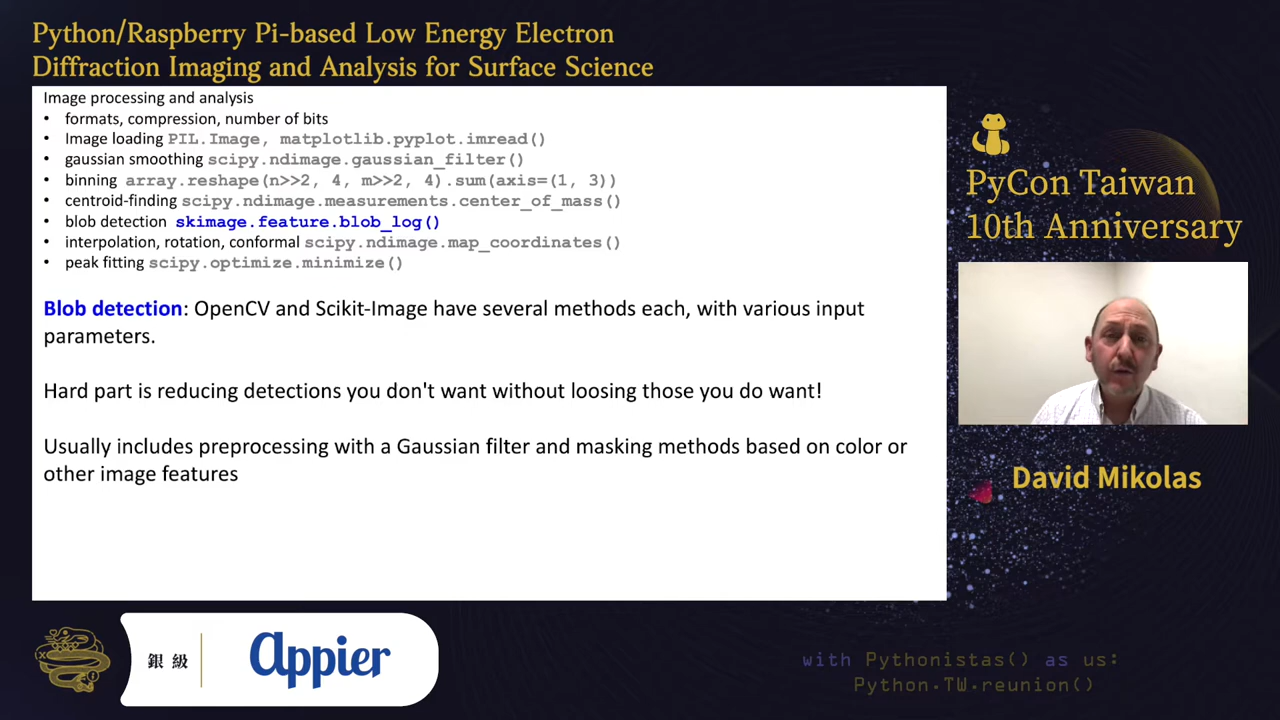 Python/Raspberry Pi-based Low Energy Electron
Diffraction Imaging and Analysis for Surface Science
Image processing and analysis
• formats, compression, number of bits
• Image loading PIL.Image, matplotlib.pyplot.imread()
• gaussian smoothing scipy.ndimage.gaussian_filter()
• binning array.reshape(n>>2, 4, m>>2, 4).sum(axis=(1, 3))
• centroid-finding scipy.ndimage.measurements.center_of_mass()
• blob detection skimage.feature.blob_log()
• interpolation, rotation, conformal scipy.ndimage.map_coordinates()
• peak fitting scipy.optimize.minimize()
Blob detection: OpenCV and Scikit-Image have several methods each, with various input
parameters.
Hard part is reducing detections you don't want without loosing those you do want!
Usually includes preprocessing with a Gaussian filter and masking methods based on color or
other image features
PyCon Taiwan
10th Anniversary
David Mikolas
銀級
appier
with Pythonistas() as us:
Python.TW.reunion()